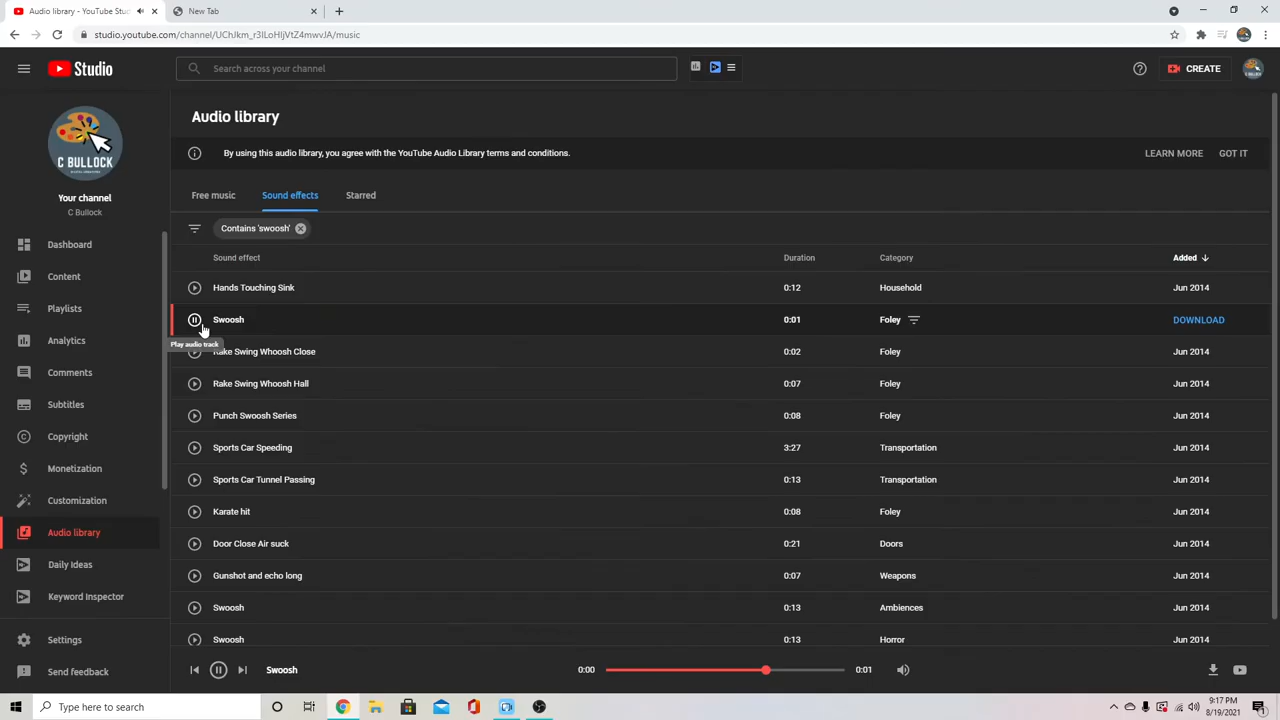 Audio library - YouTube Stu
New Tab
studio.youtube.com/channel/UChJkm_r3ILoHIjVtZ4mwvJA/music
Studio
Search across your channel
CREATE
C BULLOCK
Your channel
C Bullock
Dashboard
Content
Playlists
Analytics
Comments
Subtitles
Copyright
Monetization
Customization
Audio library
Daily Ideas
Keyword Inspector
Settings
Send feedback
Audio library
By using this audio library, you agree with the YouTube Audio Library terms and conditions.
LEARN MORE GOT IT
Free music Sound effects Starred
Contains 'swoosh'
Sound effect Duration Category Added
Hands Touching Sink 0:12 Household Jun 2014
Swoosh 0:01 Foley DOWNLOAD
Play audio track
Rake Swing Whoosh Close 0:02 Foley Jun 2014
Rake Swing Whoosh Hall 0:07 Foley Jun 2014
Punch Swoosh Series 0:08 Foley Jun 2014
Sports Car Speeding 3:27 Transportation Jun 2014
Sports Car Tunnel Passing 0:13 Transportation Jun 2014
Karate hit 0:08 Foley Jun 2014
Door Close Air suck 0:21 Doors Jun 2014
Gunshot and echo long 0:07 Weapons Jun 2014
Swoosh 0:13 Ambiences Jun 2014
Swoosh 0:13 Horror Jun 2014
Swoosh 0:00 0:01
Type here to search
9:17 PM
8/19/2021